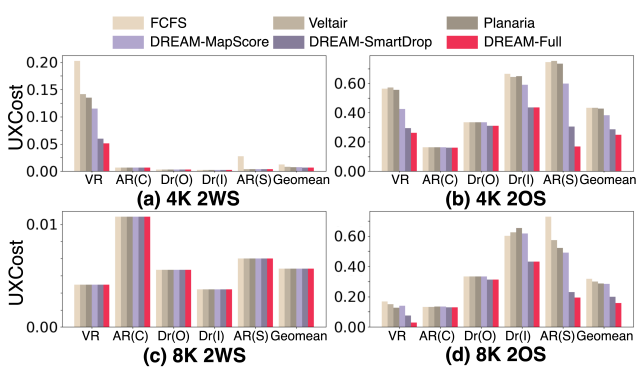 FCFS Veltair Planaria
DREAM-MapScore DREAM-SmartDrop DREAM-Full
UXCost
0.20
0.15
0.10
0.05
0.00
VR AR(C) Dr(O) Dr(I) AR(S) Geomean
(a) 4K 2WS
0.60
0.40
0.20
0.00
VR AR(C) Dr(O) Dr(I) AR(S) Geomean
(b) 4K 2OS
UXCost
0.01
0.00
VR AR(C) Dr(O) Dr(I) AR(S) Geomean
(c) 8K 2WS
0.60
0.40
0.20
0.00
VR AR(C) Dr(O) Dr(I) AR(S) Geomean
(d) 8K 2OS